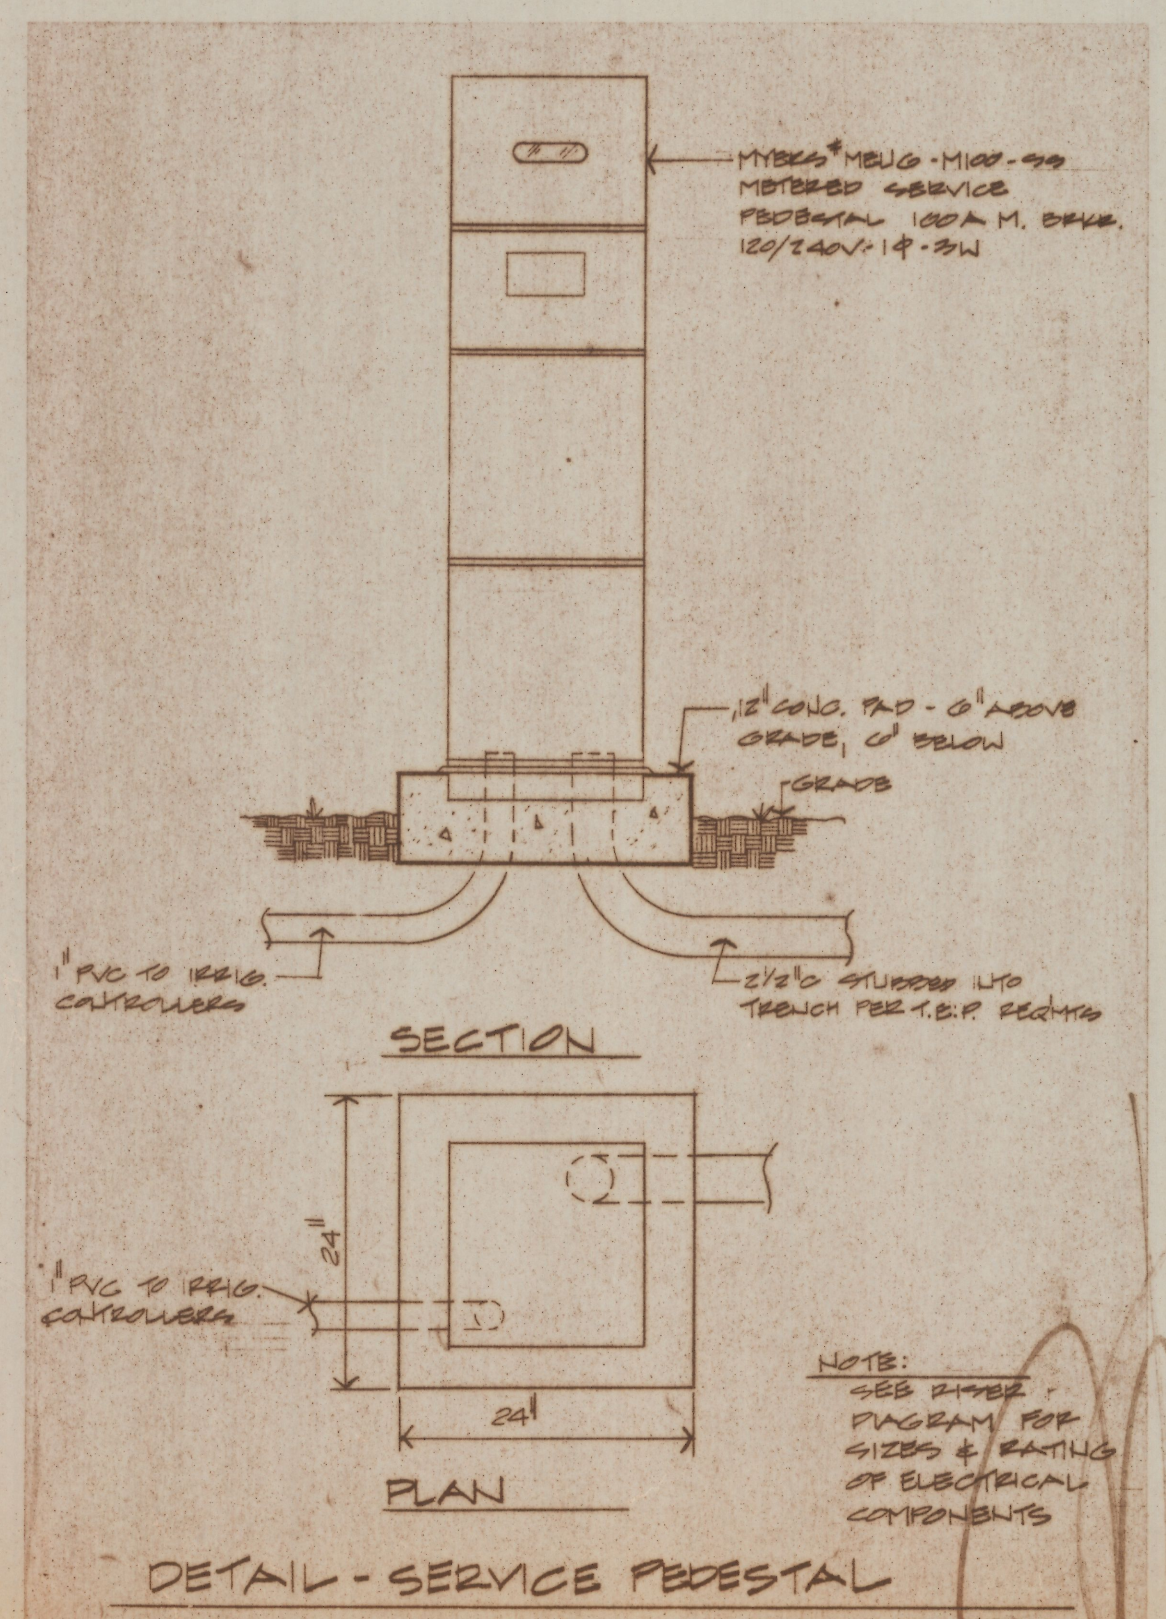 MYERS # MEUG - M100 - SS
METERED SERVICE
PEDESTAL 100A M. BRKR.
120/240V - 1Φ - 3W
12" CONC. PAD - 6" ABOVE
GRADE, 6" BELOW
GRADE
1" PVC TO IRRIG.
CONTROLLERS
2 1/2" C STUBBED INTO
TRENCH PER T.E.P. REQ'MTS
SECTION
24"
1" PVC TO IRRIG.
CONTROLLERS
24"
PLAN
NOTE:
SEE RISER
DIAGRAM FOR
SIZES & RATING
OF ELECTRICAL
COMPONENTS
DETAIL - SERVICE PEDESTAL